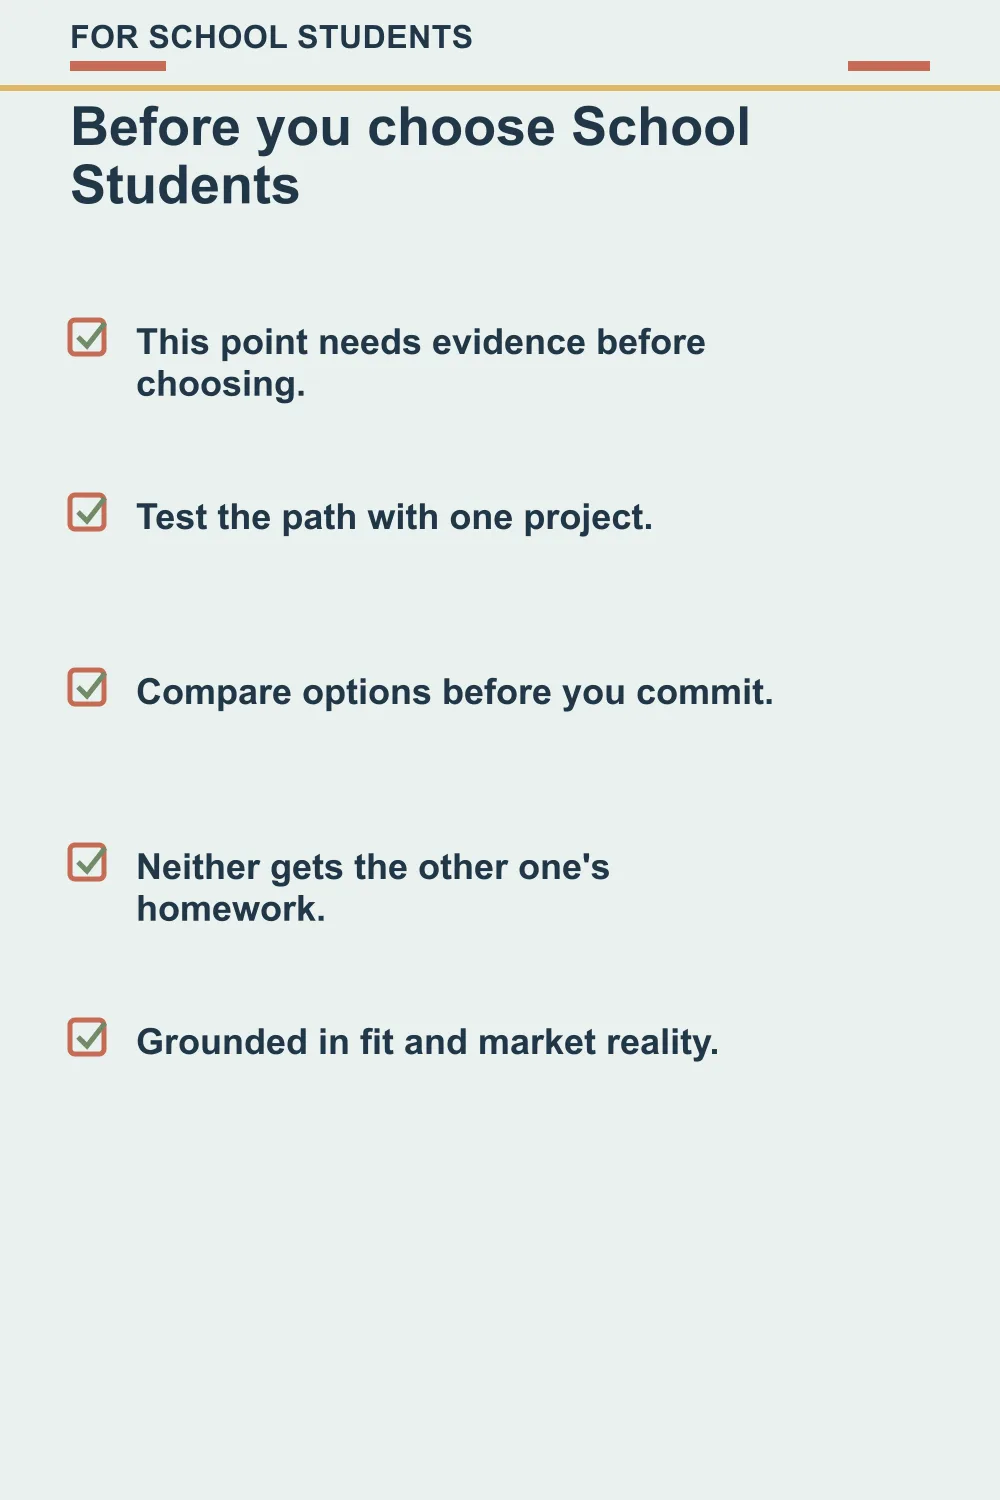 FOR SCHOOL STUDENTS
Before you choose School
Students
This point needs evidence before
choosing.
Test the path with one project.
Compare options before you commit.
Neither gets the other one's
homework.
Grounded in fit and market reality.